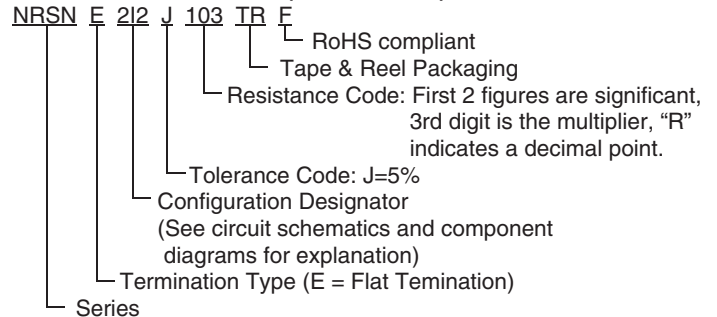 NRSN E 2I2 J 103 TR F
RoHS compliant
Tape & Reel Packaging
Resistance Code: First 2 figures are significant,
3rd digit is the multiplier, “R”
indicates a decimal point.
Tolerance Code: J=5%
Configuration Designator
(See circuit schematics and component
diagrams for explanation)
Termination Type (E = Flat Temination)
Series